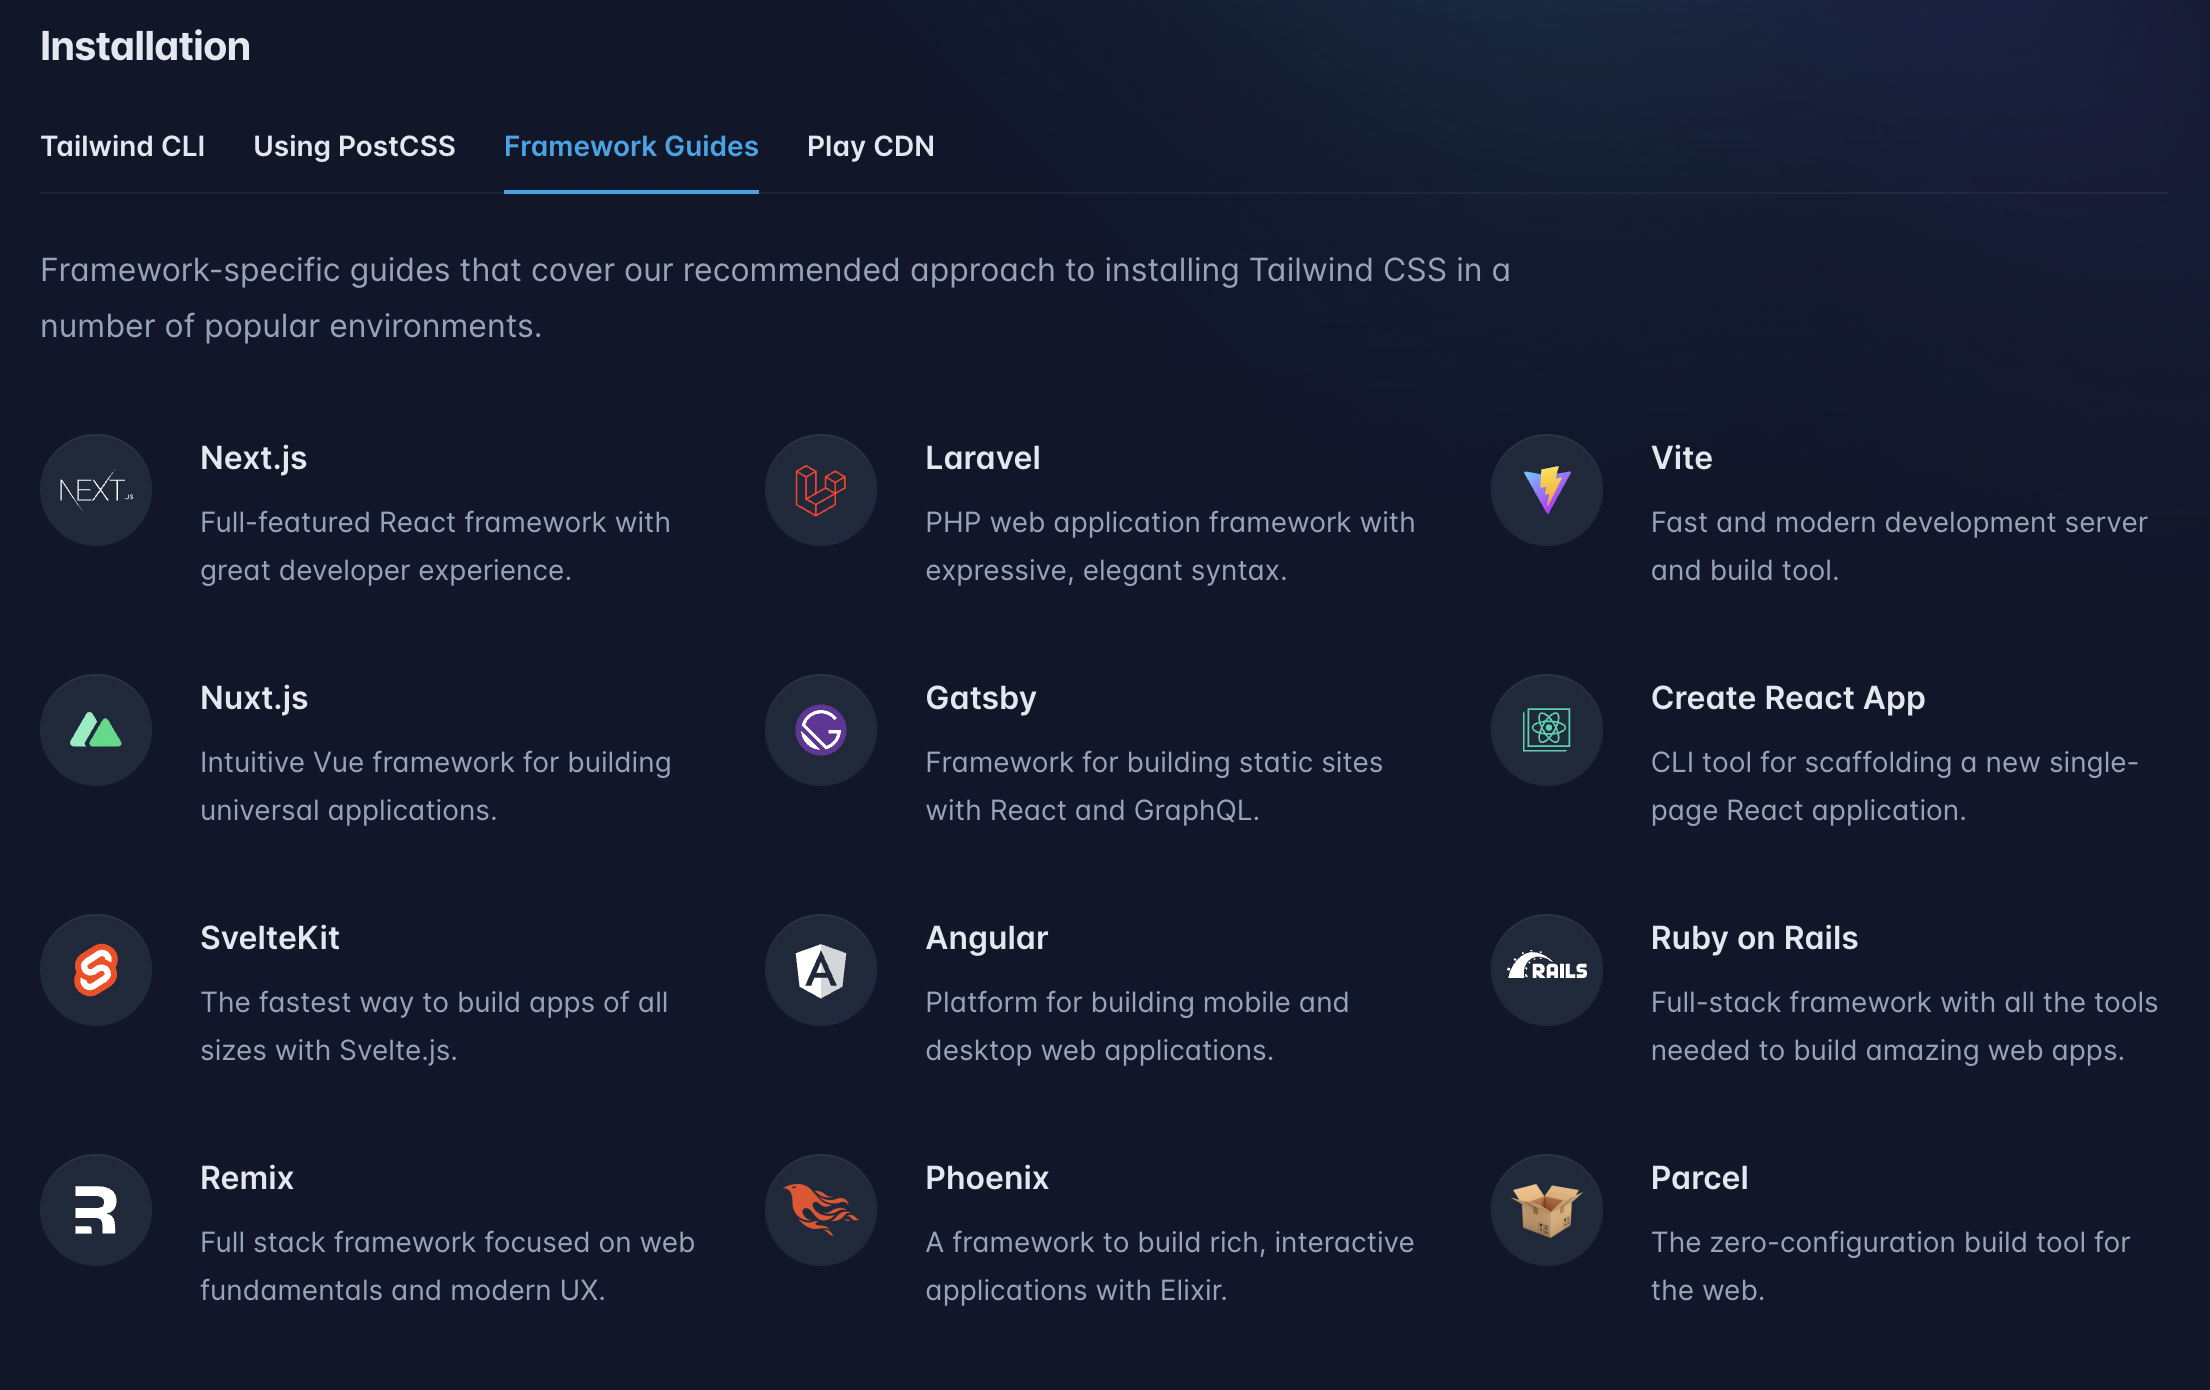 Installation
Tailwind CLI
Using PostCSS
Framework Guides
Play CDN
Framework-specific guides that cover our recommended approach to installing Tailwind CSS in a
number of popular environments.
NEXT.JS
Next.js
Full-featured React framework with
great developer experience.
Laravel
PHP web application framework with
expressive, elegant syntax.
Vite
Fast and modern development server
and build tool.
Nuxt.js
Intuitive Vue framework for building
universal applications.
Gatsby
Framework for building static sites
with React and GraphQL.
Create React App
CLI tool for scaffolding a new single-
page React application.
SvelteKit
The fastest way to build apps of all
sizes with Svelte.js.
Angular
Platform for building mobile and
desktop web applications.
RAILS
Ruby on Rails
Full-stack framework with all the tools
needed to build amazing web apps.
Remix
Full stack framework focused on web
fundamentals and modern UX.
Phoenix
A framework to build rich, interactive
applications with Elixir.
Parcel
The zero-configuration build tool for
the web.